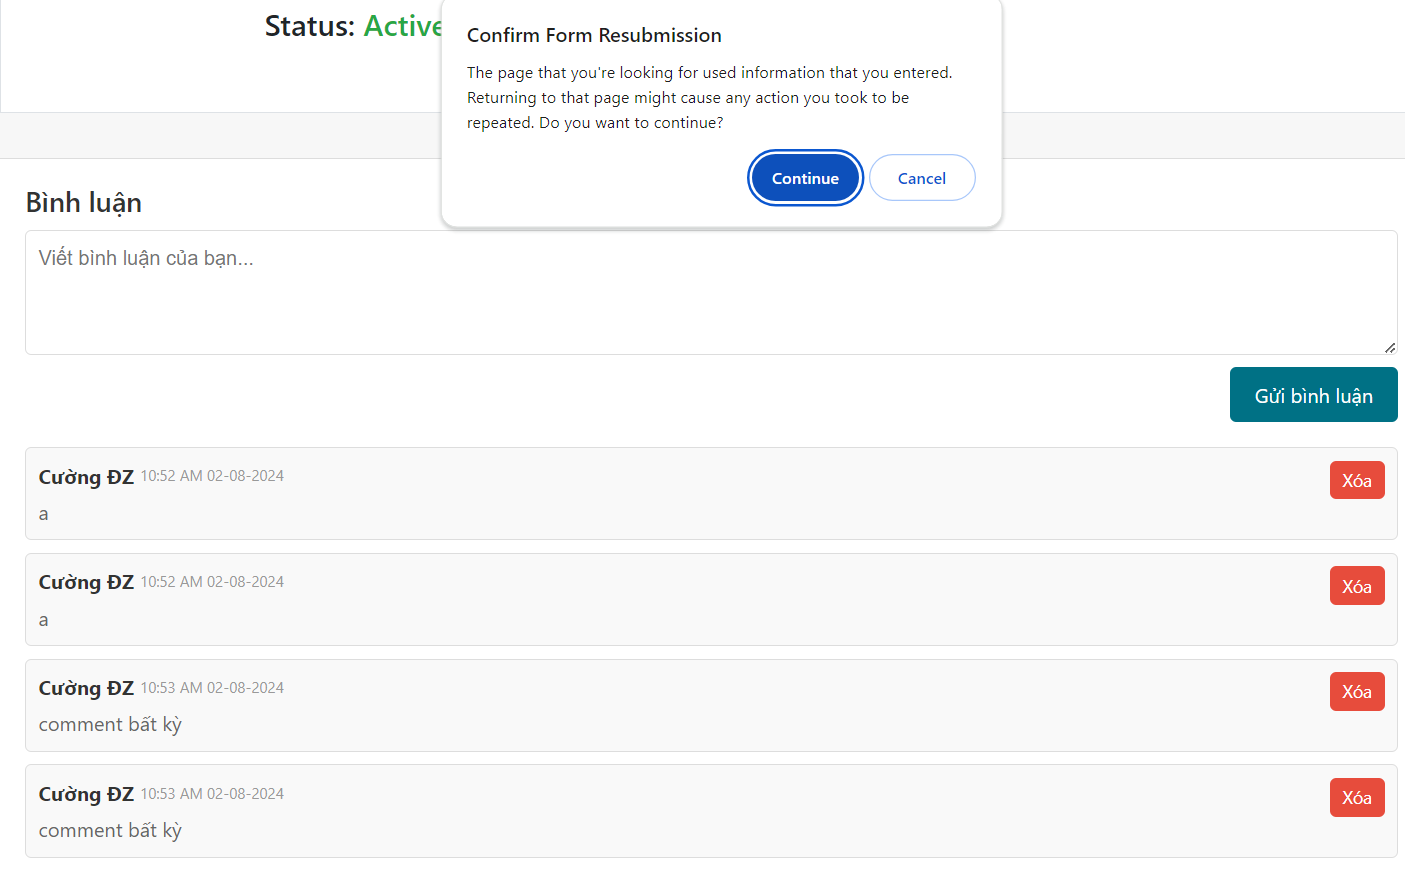 Status: Active
Confirm Form Resubmission
The page that you're looking for used information that you entered.
Returning to that page might cause any action you took to be
repeated. Do you want to continue?
Continue
Cancel
Bình luận
Viết bình luận của bạn...
Gửi bình luận
Cường ĐZ 10:52 AM 02-08-2024
Xóa
a
Cường ĐZ 10:52 AM 02-08-2024
Xóa
a
Cường ĐZ 10:53 AM 02-08-2024
Xóa
comment bất kỳ
Cường ĐZ 10:53 AM 02-08-2024
Xóa
comment bất kỳ